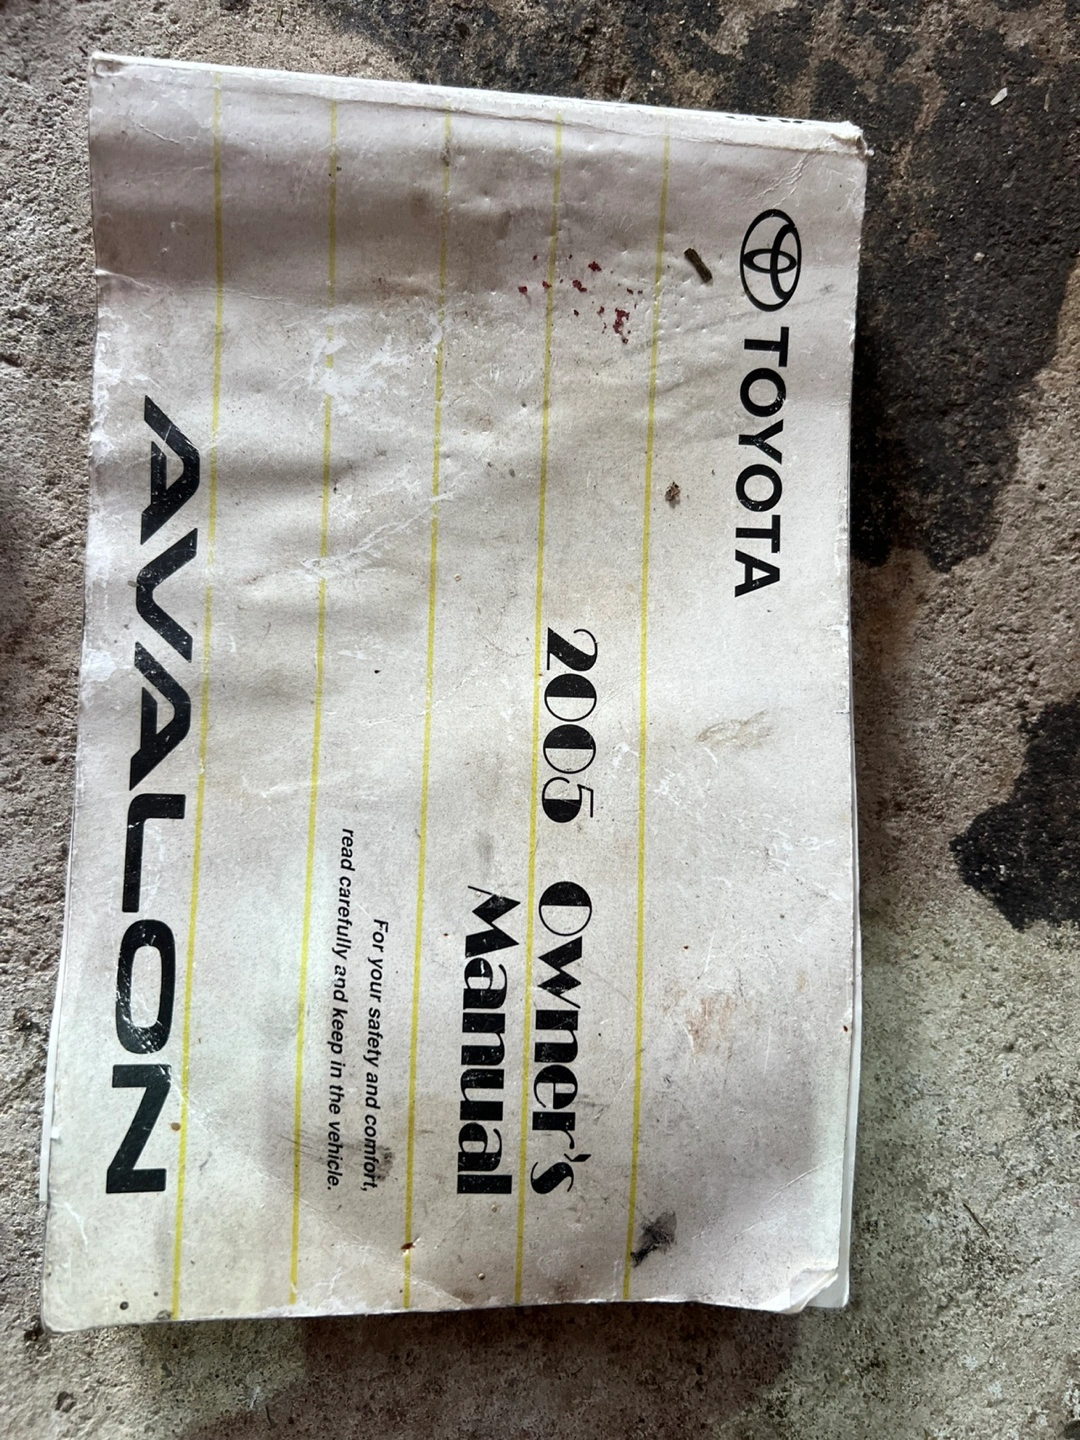 TOYOTA
2005 Owner's
Manual
For your safety and comfort,
read carefully and keep in the vehicle.
AVALON